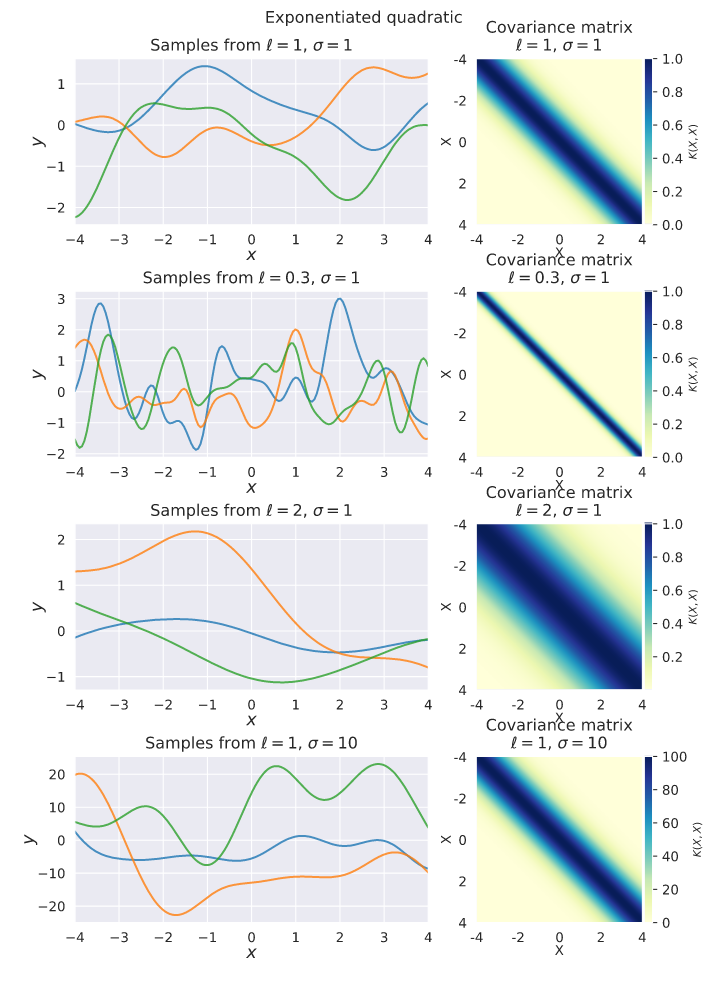 Exponentiated quadratic
Samples from ℓ = 1, σ = 1
y
1
0
−1
−2
−4 −3 −2 −1 0 1 2 3 4
x
Covariance matrix
ℓ = 1, σ = 1
X
-4
-2
0
2
4
-4 -2 0 2 4
X
1.0
0.8
0.6
0.4
0.2
0.0
K(X, X)
Samples from ℓ = 0.3, σ = 1
y
3
2
1
0
−1
−2
−4 −3 −2 −1 0 1 2 3 4
x
Covariance matrix
ℓ = 0.3, σ = 1
X
-4
-2
0
2
4
-4 -2 0 2 4
X
1.0
0.8
0.6
0.4
0.2
0.0
K(X, X)
Samples from ℓ = 2, σ = 1
y
2
1
0
−1
−4 −3 −2 −1 0 1 2 3 4
x
Covariance matrix
ℓ = 2, σ = 1
X
-4
-2
0
2
4
-4 -2 0 2 4
X
1.0
0.8
0.6
0.4
0.2
K(X, X)
Samples from ℓ = 1, σ = 10
y
20
10
0
−10
−20
−4 −3 −2 −1 0 1 2 3 4
x
Covariance matrix
ℓ = 1, σ = 10
X
-4
-2
0
2
4
-4 -2 0 2 4
X
100
80
60
40
20
0
K(X, X)